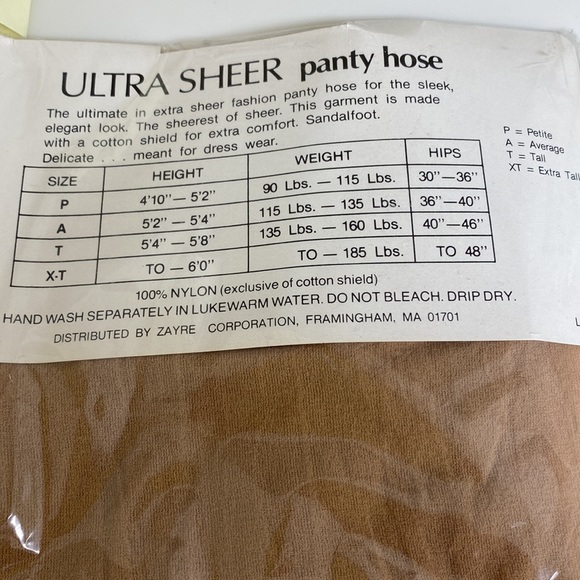 ULTRA SHEER panty hose
The ultimate in extra sheer fashion panty hose for the sleek,
elegant look. The sheerest of sheer. This garment is made
with a cotton shield for extra comfort. Sandalfoot.
Delicate . . . meant for dress wear.
P = Petite
A = Average
T = Tall
XT = Extra Tall
SIZE HEIGHT WEIGHT HIPS
P 4'10"— 5'2" 90 Lbs. — 115 Lbs. 30"—36"
A 5'2" — 5'4" 115 Lbs. — 135 Lbs. 36"—40"
T 5'4" — 5'8" 135 Lbs. — 160 Lbs. 40"—46"
X-T TO — 6'0" TO — 185 Lbs. TO 48"
100% NYLON (exclusive of cotton shield)
HAND WASH SEPARATELY IN LUKEWARM WATER. DO NOT BLEACH. DRIP DRY.
DISTRIBUTED BY ZAYRE CORPORATION, FRAMINGHAM, MA 01701